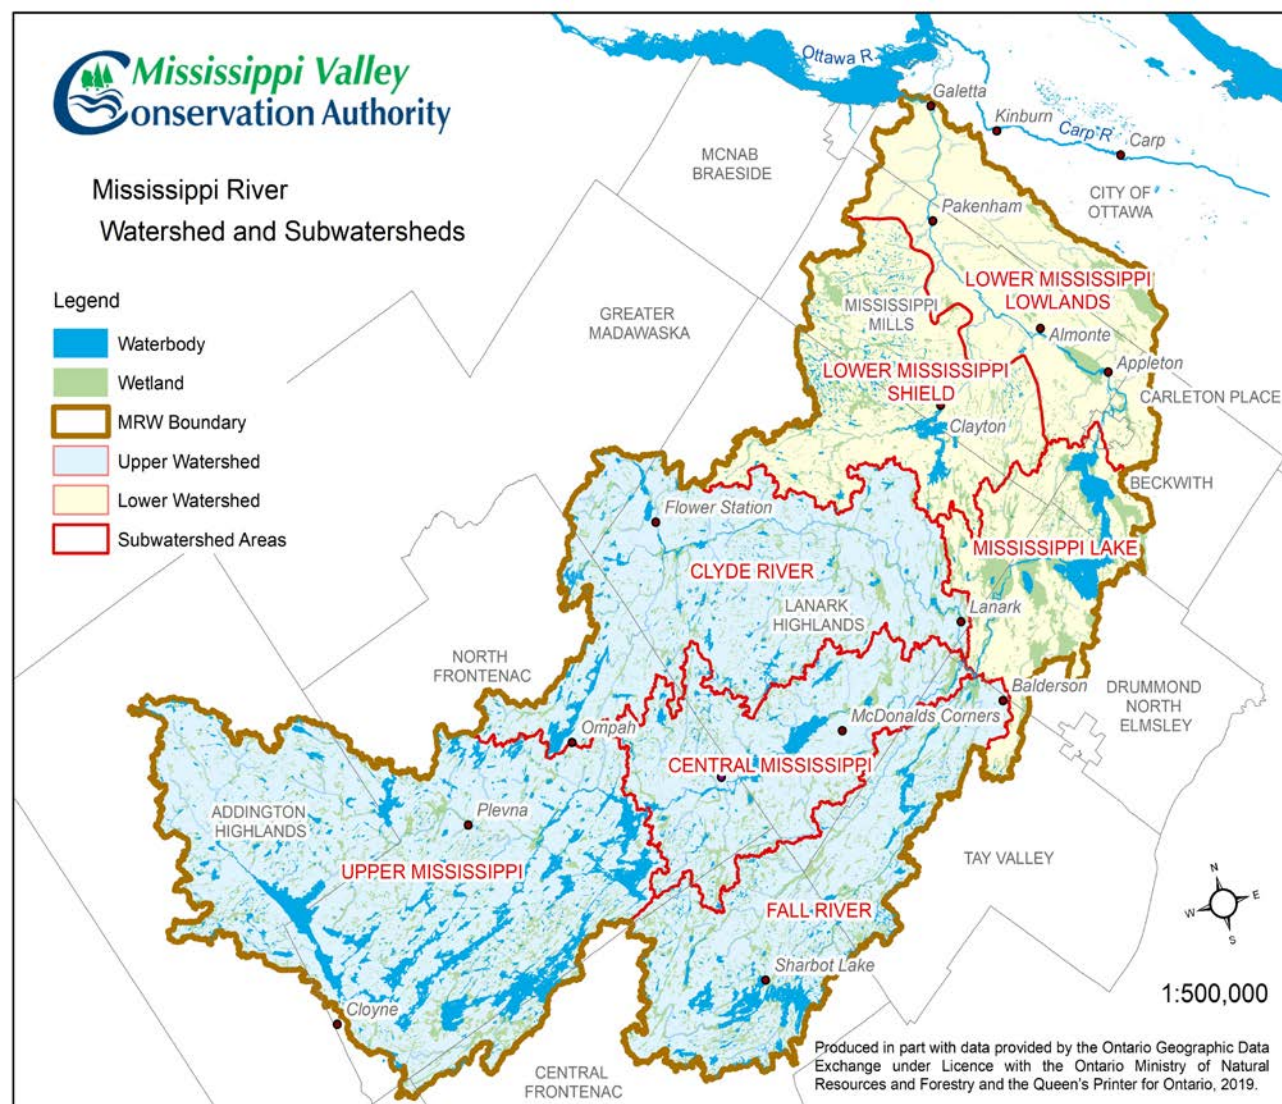 Mississippi Valley
Conservation Authority
Mississippi River
Watershed and Subwatersheds
Legend
Waterbody
Wetland
MRW Boundary
Upper Watershed
Lower Watershed
Subwatershed Areas
Ottawa R
Galetta
Kinburn
Carp R
Carp
MCNAB
BRAESIDE
CITY OF
OTTAWA
Pakenham
LOWER MISSISSIPPI
LOWLANDS
GREATER
MADAWASKA
MISSISSIPPI
MILLS
Almonte
Appleton
LOWER MISSISSIPPI
SHIELD
CARLETON PLACE
Clayton
BECKWITH
Flower Station
MISSISSIPPI LAKE
CLYDE RIVER
LANARK
HIGHLANDS
Lanark
NORTH
FRONTENAC
Balderson
DRUMMOND
NORTH
ELMSLEY
McDonalds Corners
Ompah
CENTRAL MISSISSIPPI
ADDINGTON
HIGHLANDS
Plevna
UPPER MISSISSIPPI
TAY VALLEY
FALL RIVER
N
E
W
S
Sharbot Lake
1:500,000
Cloyne
CENTRAL
FRONTENAC
Produced in part with data provided by the Ontario Geographic Data
Exchange under Licence with the Ontario Ministry of Natural
Resources and Forestry and the Queen's Printer for Ontario, 2019.